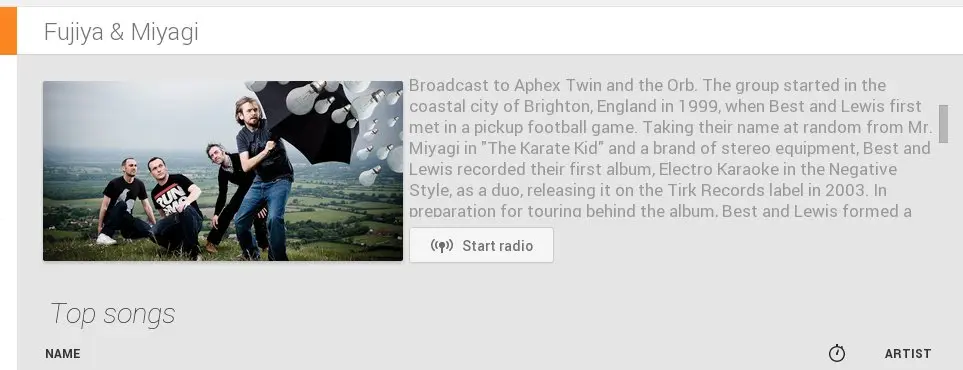 Fujiya & Miyagi
Broadcast to Aphex Twin and the Orb. The group started in the
coastal city of Brighton, England in 1999, when Best and Lewis first
met in a pickup football game. Taking their name at random from Mr.
Miyagi in "The Karate Kid" and a brand of stereo equipment, Best and
Lewis recorded their first album, Electro Karaoke in the Negative
Style, as a duo, releasing it on the Tirk Records label in 2003. In
preparation for touring behind the album, Best and Lewis formed a
Start radio
Top songs
NAME
ARTIST